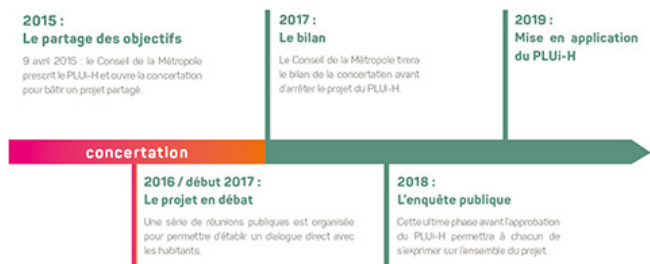 2015 :
Le partage des objectifs
9 avril 2015 : le Conseil de la Métropole
prescrit le PLUi-H et ouvre la concertation
pour bâtir un projet partagé.
2017 :
Le bilan
Le Conseil de la Métropole tirera
le bilan de la concertation avant
d'arrêter le projet du PLUi-H.
2019 :
Mise en application
du PLUi-H
concertation
2016 / début 2017 :
Le projet en débat
Une série de réunions publiques est organisée
pour permettre d'établir un dialogue direct avec
les habitants.
2018 :
L'enquête publique
Cette ultime phase avant l'approbation
du PLUi-H permettra à chacun de
s'exprimer sur l'ensemble du projet.